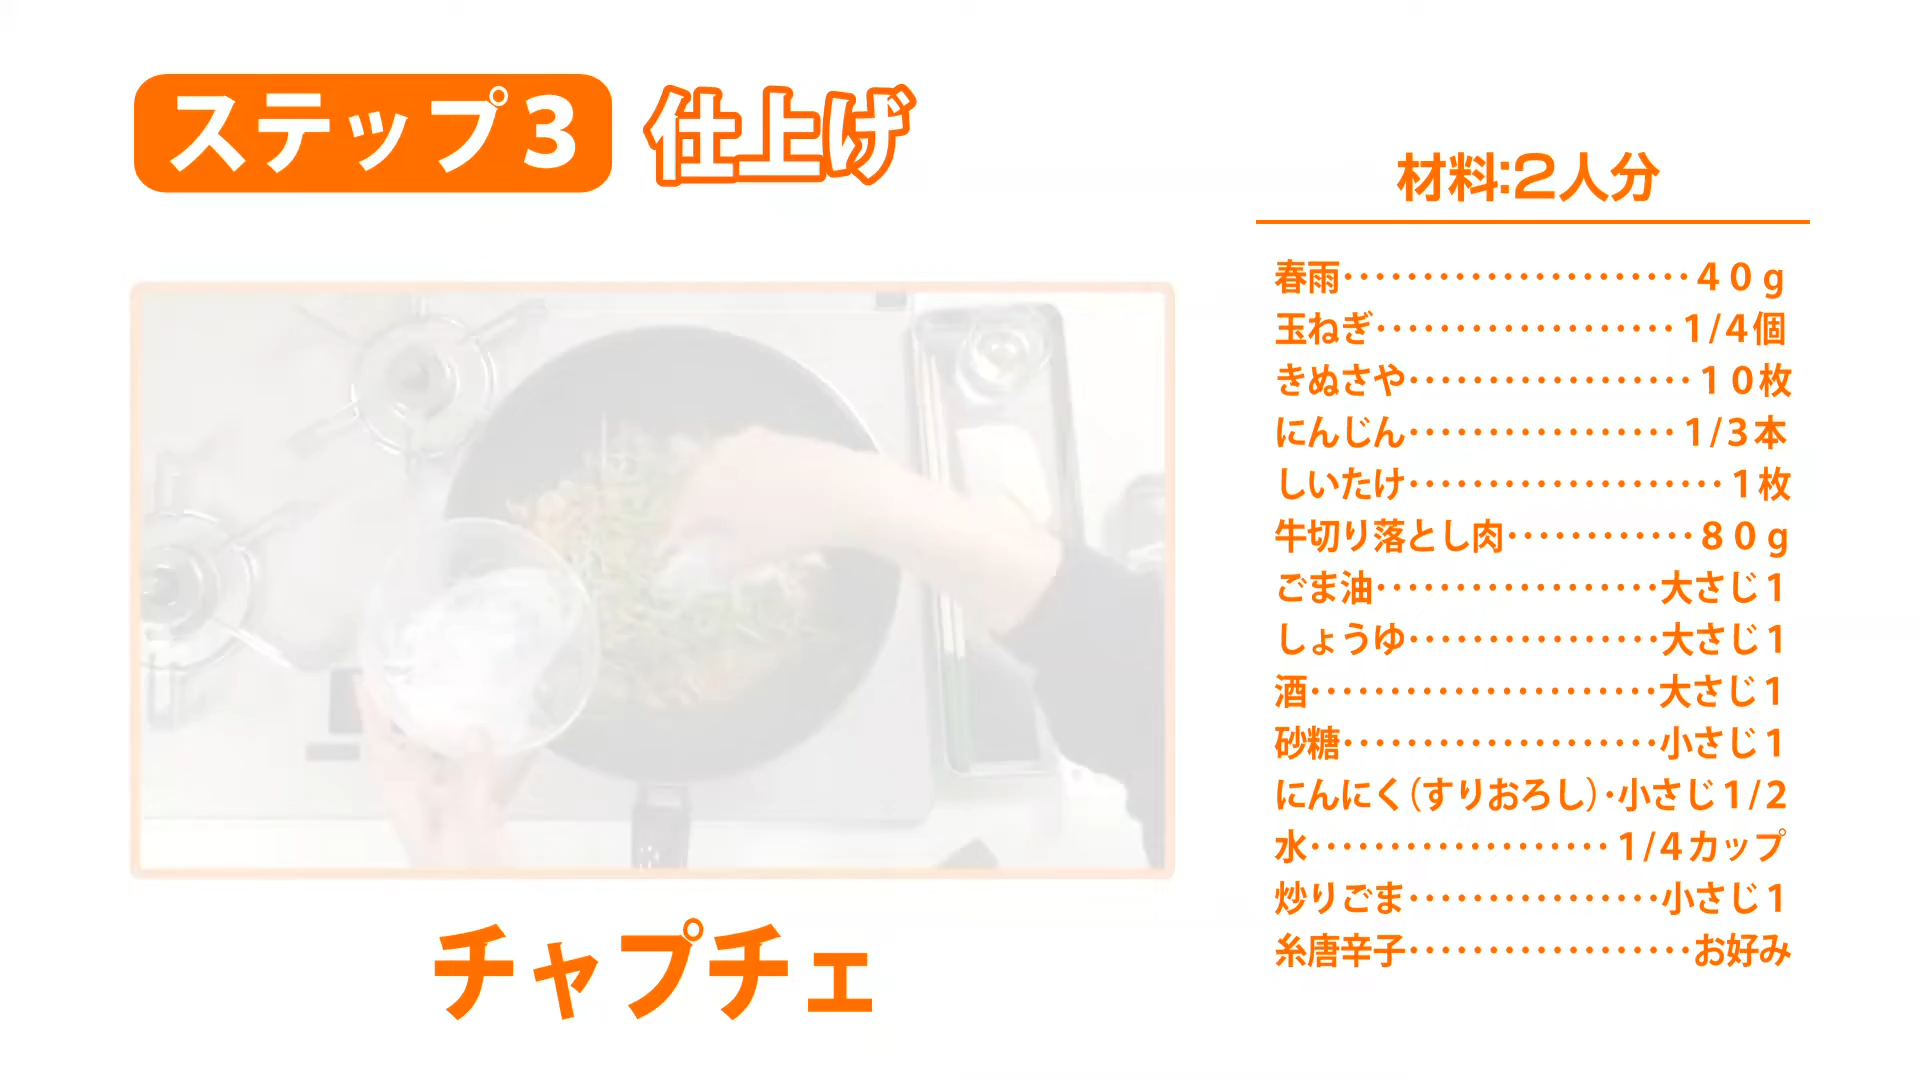 ステップ3 仕上げ
材料:2人分
春雨······················40g
玉ねぎ···················1/4個
きぬさや··················10枚
にんじん·················1/3本
しいたけ····················1枚
牛切り落とし肉············80g
ごま油··················大さじ1
しょうゆ················大さじ1
酒······················大さじ1
砂糖····················小さじ1
にんにく(すりおろし)·小さじ1/2
水···················1/4カップ
炒りごま················小さじ1
糸唐辛子··················お好み
チャプチェ